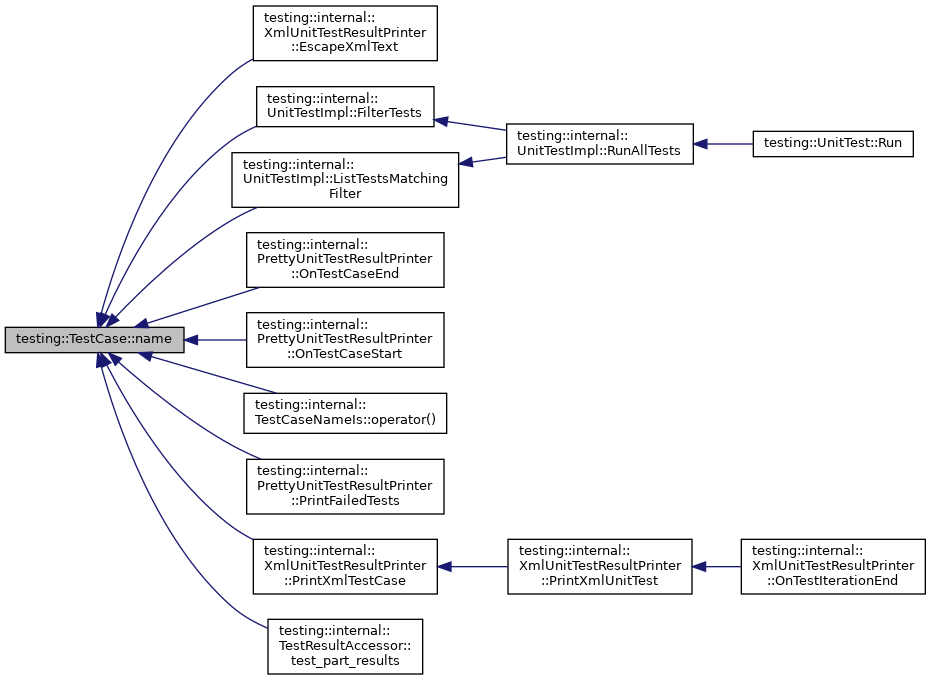 testing::internal::
XmlUnitTestResultPrinter
::EscapeXmlText
testing::internal::
UnitTestImpl::FilterTests
testing::internal::
UnitTestImpl::RunAllTests
testing::UnitTest::Run
testing::internal::
UnitTestImpl::ListTestsMatching
Filter
testing::internal::
PrettyUnitTestResultPrinter
::OnTestCaseEnd
testing::TestCase::name
testing::internal::
PrettyUnitTestResultPrinter
::OnTestCaseStart
testing::internal::
TestCaseNameIs::operator()
testing::internal::
PrettyUnitTestResultPrinter
::PrintFailedTests
testing::internal::
XmlUnitTestResultPrinter
::PrintXmlTestCase
testing::internal::
XmlUnitTestResultPrinter
::PrintXmlUnitTest
testing::internal::
XmlUnitTestResultPrinter
::OnTestIterationEnd
testing::internal::
TestResultAccessor::
test_part_results